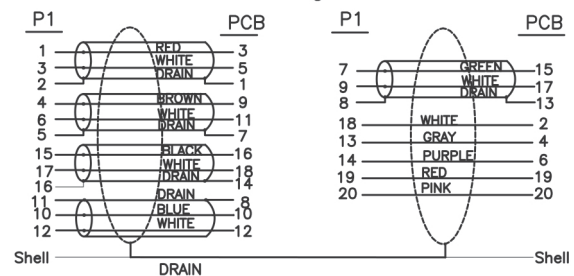 P1 PCB
1 RED 3
3 WHITE 5
2 DRAIN 1
4 BROWN 9
6 WHITE 11
5 DRAIN 7
15 BLACK 16
17 WHITE 18
16 DRAIN 14
11 DRAIN 8
10 BLUE 10
12 WHITE 12
P1 PCB
7 GREEN 15
9 WHITE 17
8 DRAIN 13
18 WHITE 2
13 GRAY 4
14 PURPLE 6
19 RED 19
20 PINK 20
Shell DRAIN Shell